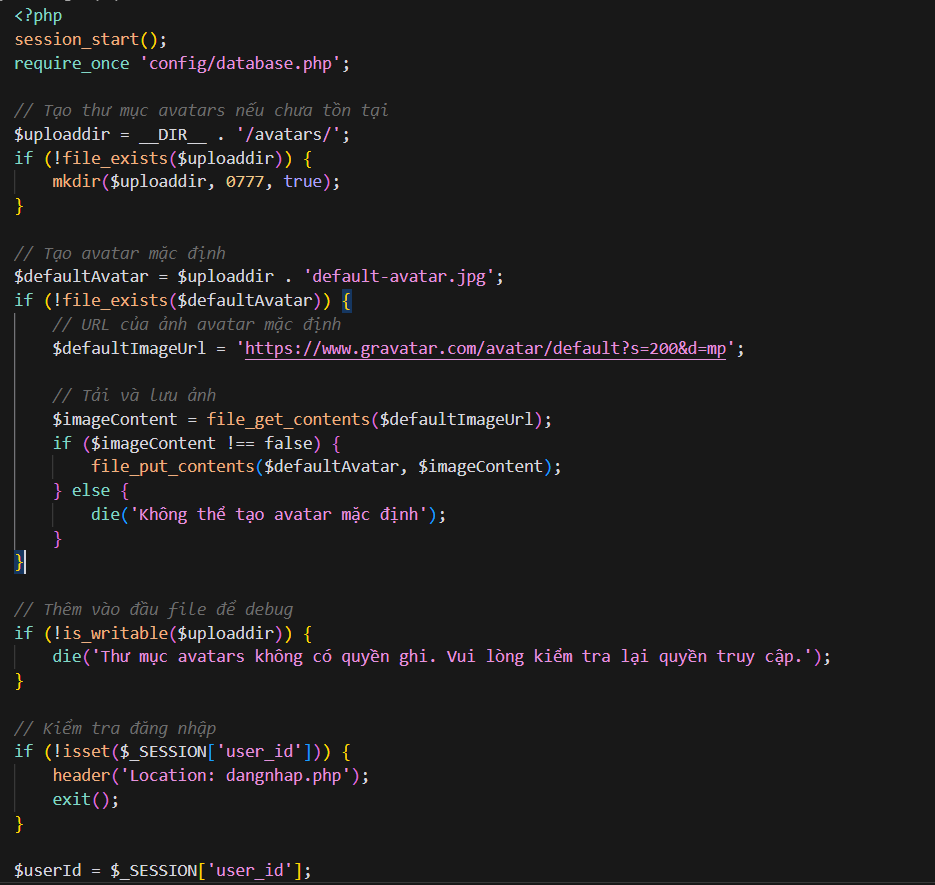 <?php
session_start();
require_once 'config/database.php';
// Tạo thư mục avatars nếu chưa tồn tại
$uploaddir = __DIR__ . '/avatars/';
if (!file_exists($uploaddir)) {
mkdir($uploaddir, 0777, true);
}
// Tạo avatar mặc định
$defaultAvatar = $uploaddir . 'default-avatar.jpg';
if (!file_exists($defaultAvatar)) {
// URL của ảnh avatar mặc định
$defaultImageUrl = 'https://www.gravatar.com/avatar/default?s=200&d=mp';
// Tải và lưu ảnh
$imageContent = file_get_contents($defaultImageUrl);
if ($imageContent !== false) {
file_put_contents($defaultAvatar, $imageContent);
} else {
die('Không thể tạo avatar mặc định');
}
}
// Thêm vào đầu file để debug
if (!is_writable($uploaddir)) {
die('Thư mục avatars không có quyền ghi. Vui lòng kiểm tra lại quyền truy cập.');
}
// Kiểm tra đăng nhập
if (!isset($_SESSION['user_id'])) {
header('Location: dangnhap.php');
exit();
}
$userId = $_SESSION['user_id'];